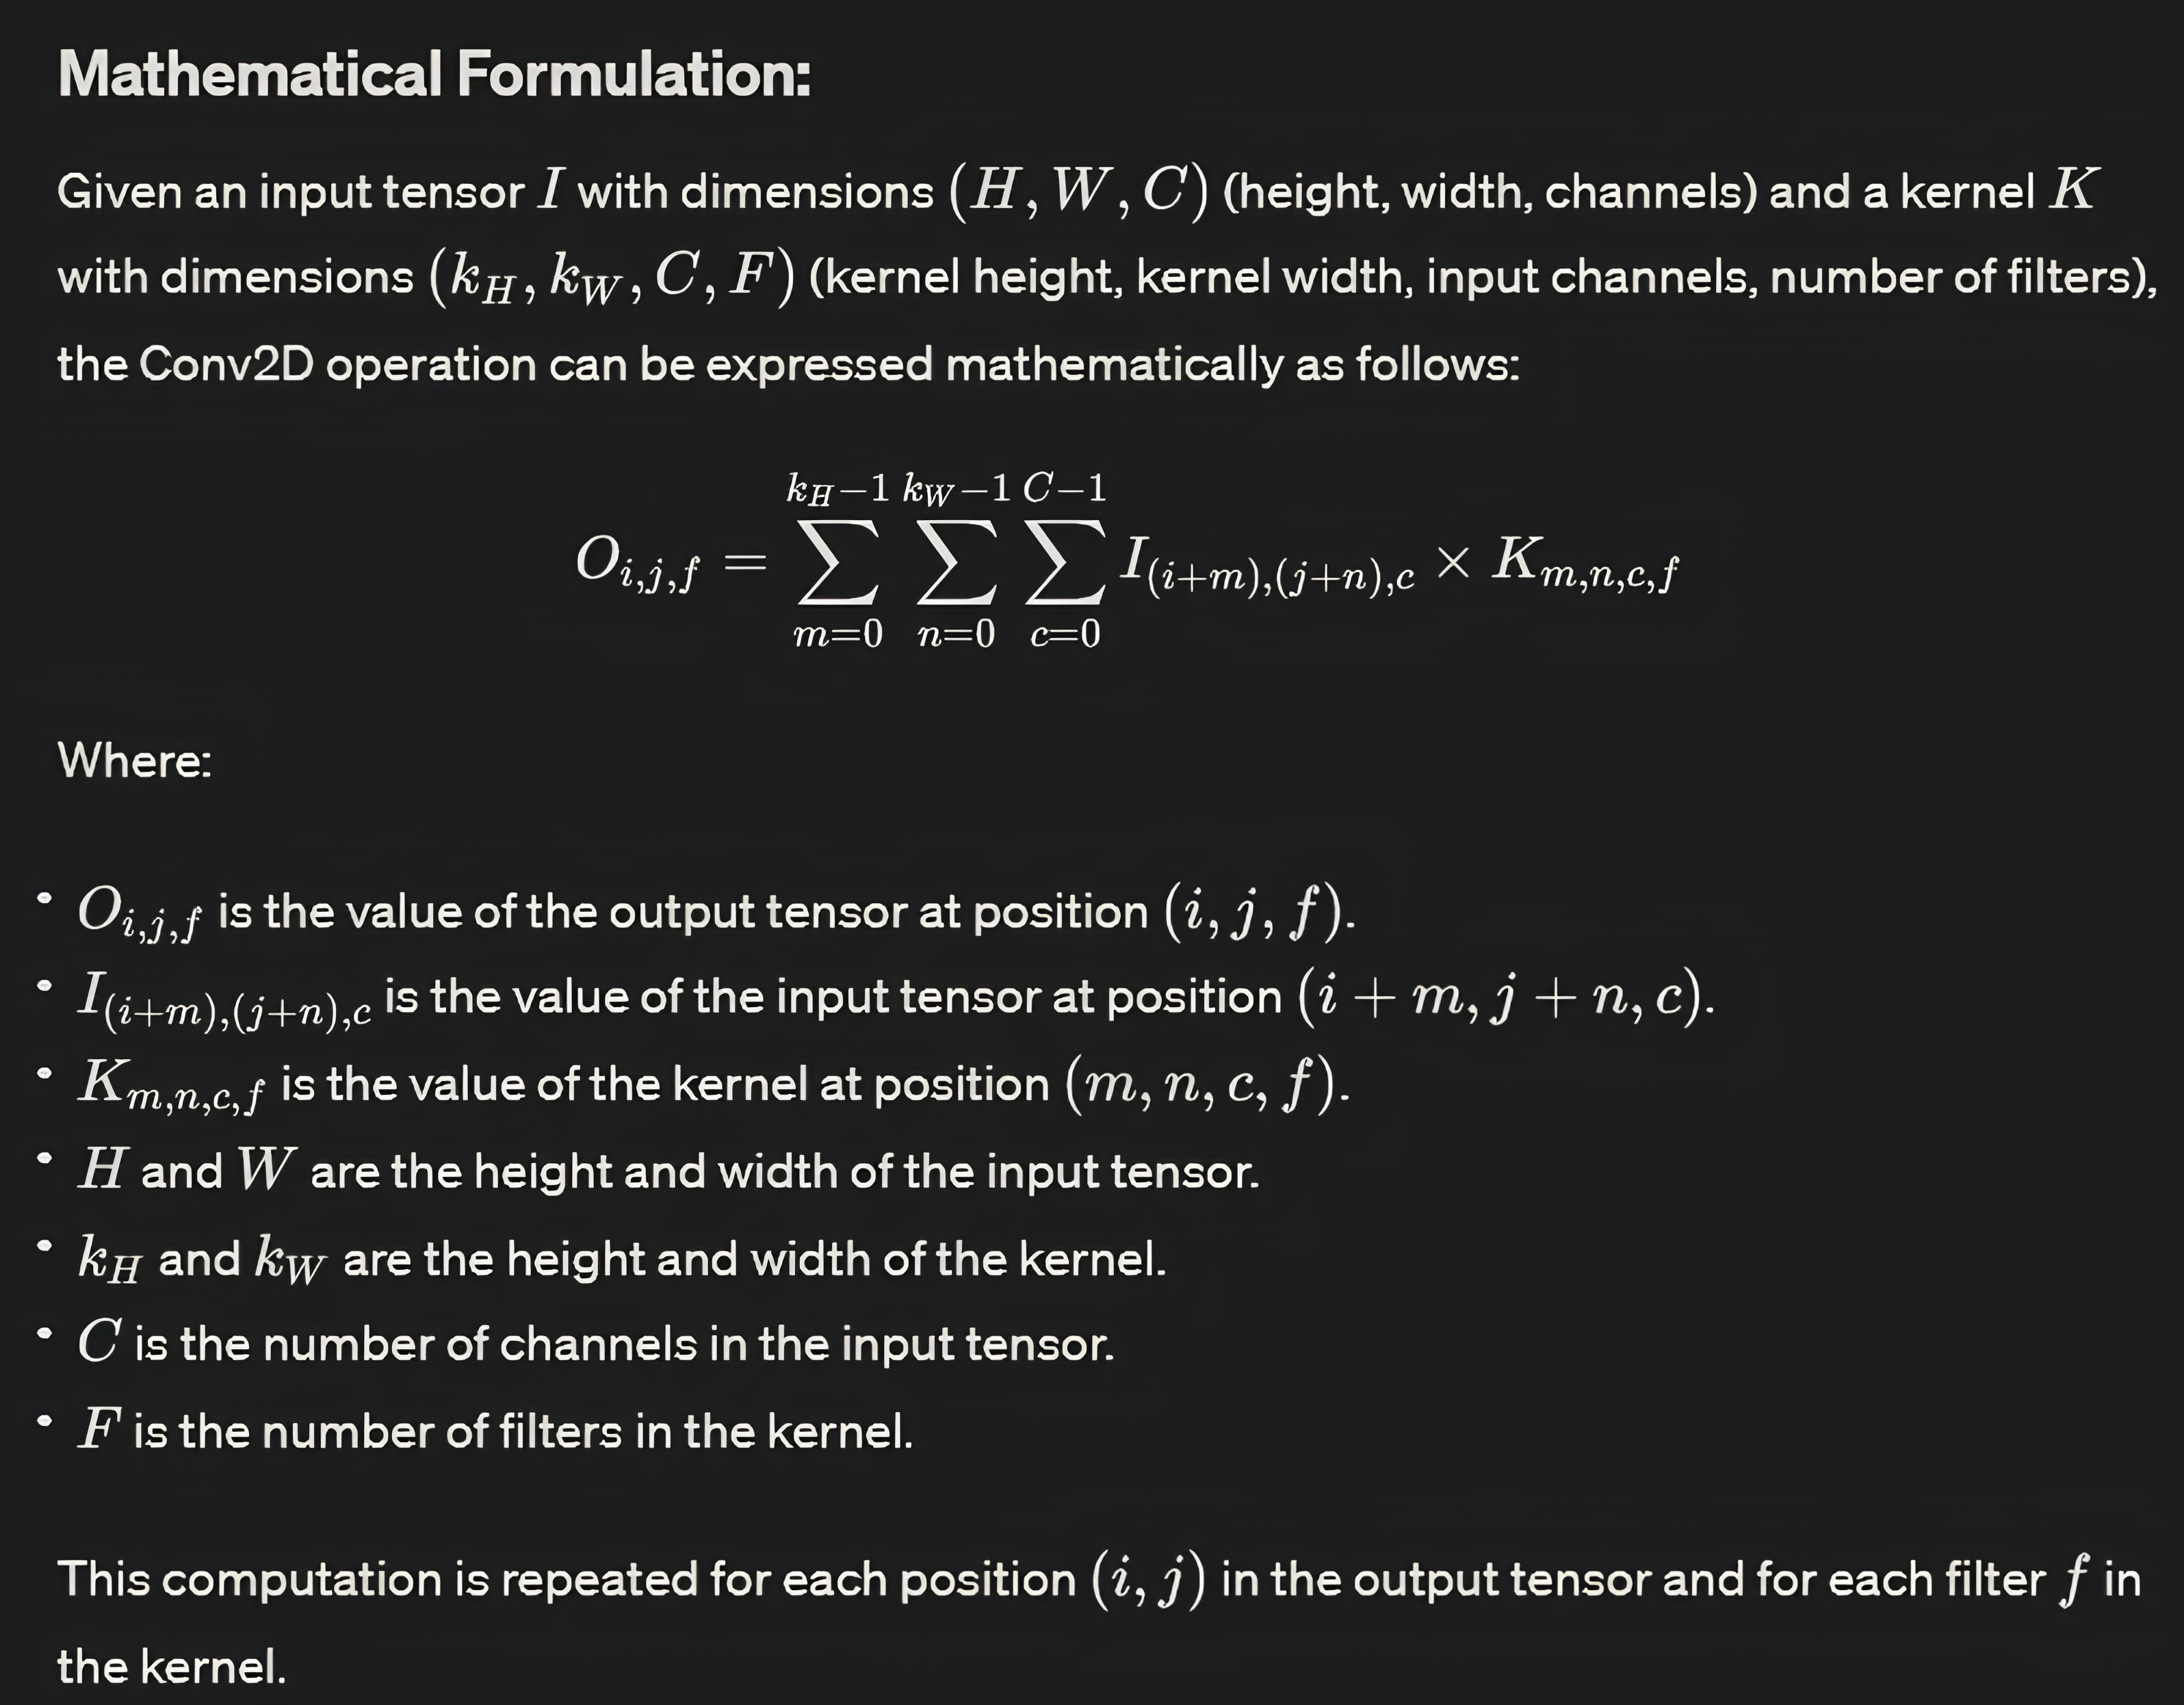 Mathematical Formulation:
Given an input tensor I with dimensions (H, W, C) (height, width, channels) and a kernel K
with dimensions (k_H, k_W, C, F) (kernel height, kernel width, input channels, number of filters),
the Conv2D operation can be expressed mathematically as follows:
O_{i,j,f} = \sum_{m=0}^{k_H-1} \sum_{n=0}^{k_W-1} \sum_{c=0}^{C-1} I_{(i+m),(j+n),c} × K_{m,n,c,f}
Where:
• O_{i,j,f} is the value of the output tensor at position (i, j, f).
• I_{(i+m),(j+n),c} is the value of the input tensor at position (i + m, j + n, c).
• K_{m,n,c,f} is the value of the kernel at position (m, n, c, f).
• H and W are the height and width of the input tensor.
• k_H and k_W are the height and width of the kernel.
• C is the number of channels in the input tensor.
• F is the number of filters in the kernel.
This computation is repeated for each position (i, j) in the output tensor and for each filter f in
the kernel.